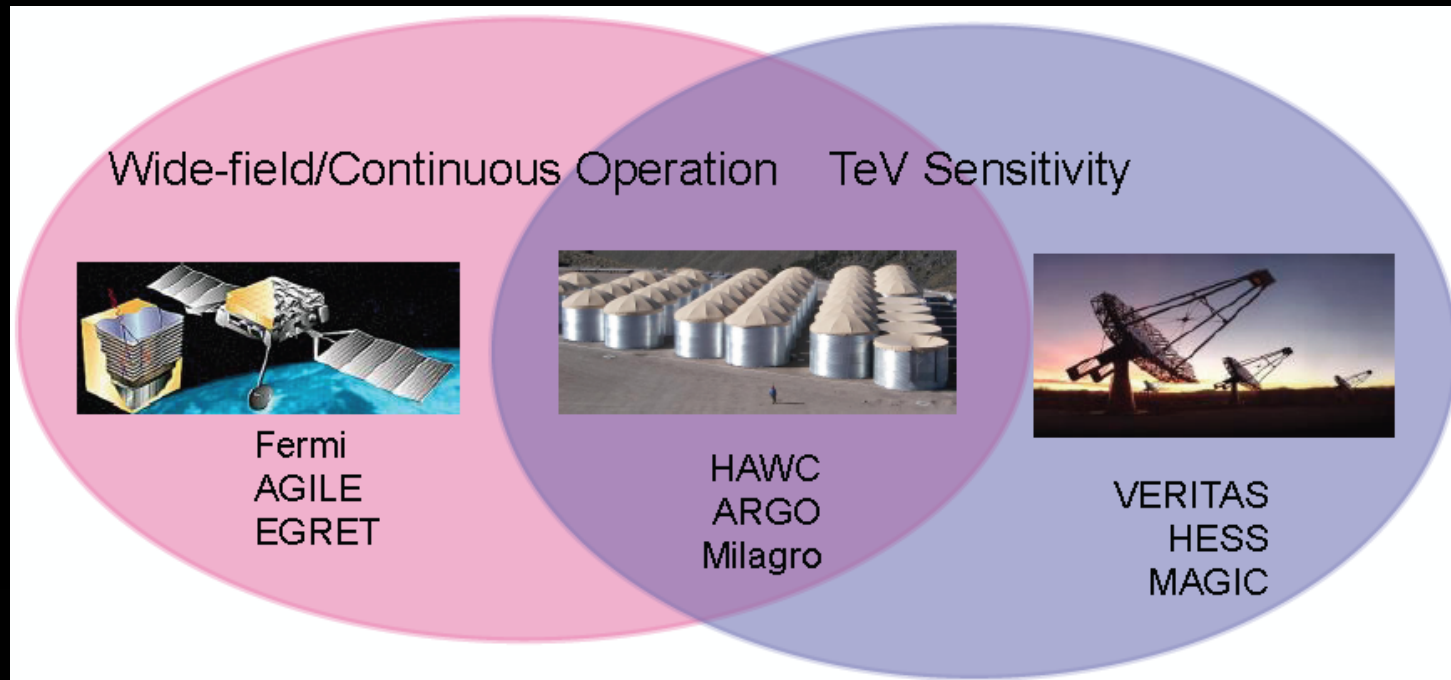 Wide-field/Continuous Operation
TeV Sensitivity
Fermi
AGILE
EGRET
HAWC
ARGO
Milagro
VERITAS
HESS
MAGIC